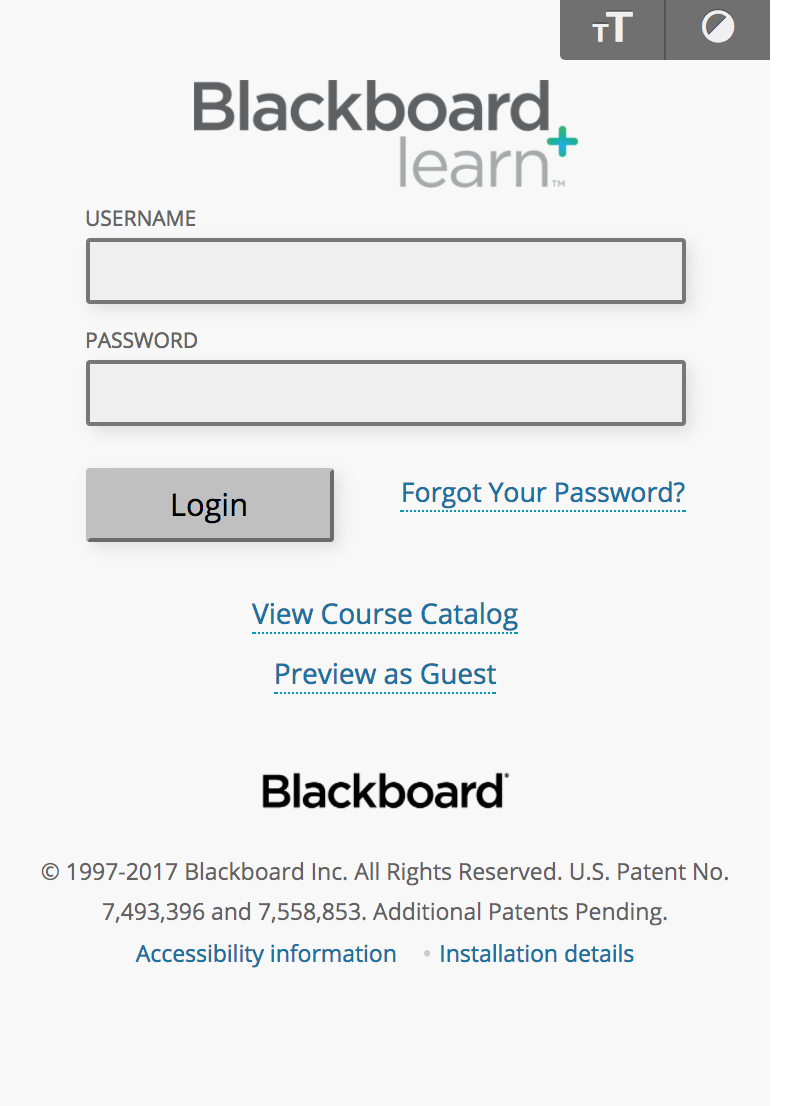 TT
Blackboard
learn™
USERNAME
PASSWORD
Login
Forgot Your Password?
View Course Catalog
Preview as Guest
Blackboard®
© 1997-2017 Blackboard Inc. All Rights Reserved. U.S. Patent No.
7,493,396 and 7,558,853. Additional Patents Pending.
Accessibility information • Installation details